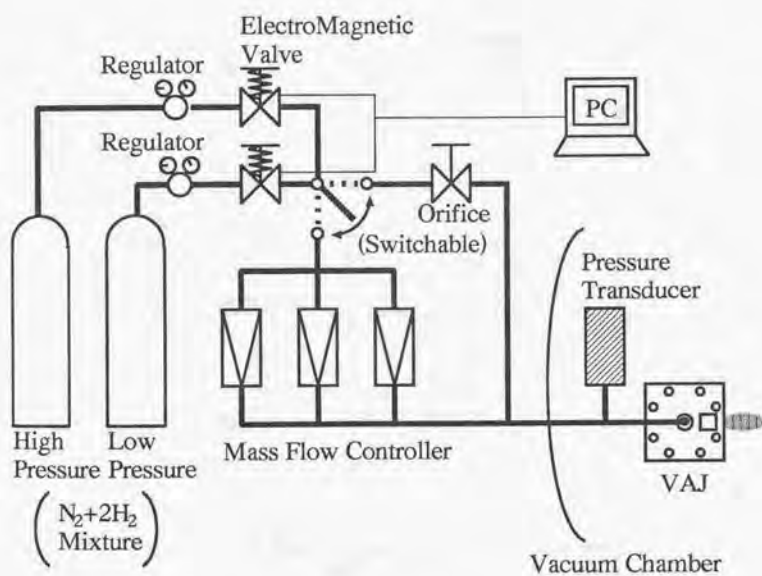 ElectroMagnetic
Valve
Regulator
PC
Regulator
Orifice
(Switchable)
Pressure
Transducer
High
Pressure
Low
Pressure
Mass Flow Controller
VAJ
N₂+2H₂
Mixture
Vacuum Chamber